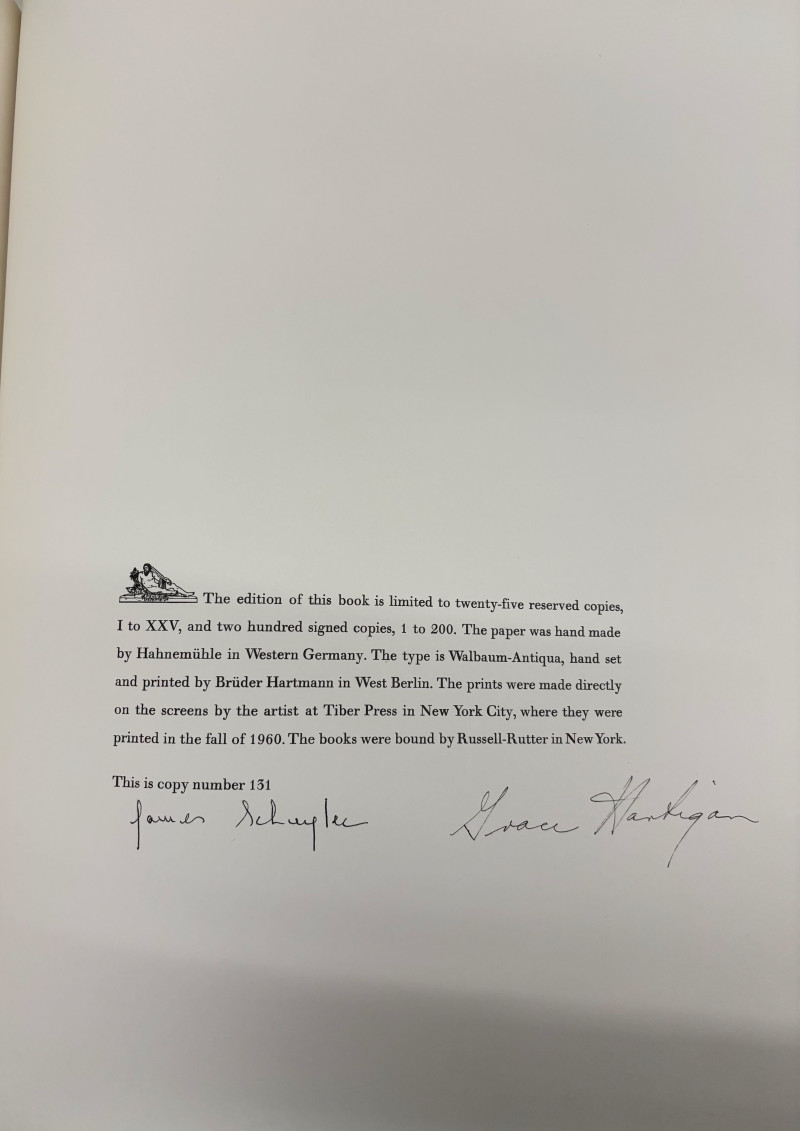 The edition of this book is limited to twenty-five reserved copies,
I to XXV, and two hundred signed copies, 1 to 200. The paper was hand made
by Hahnemühle in Western Germany. The type is Walbaum-Antiqua, hand set
and printed by Brüder Hartmann in West Berlin. The prints were made directly
on the screens by the artist at Tiber Press in New York City, where they were
printed in the fall of 1960. The books were bound by Russell-Rutter in New York.
This is copy number 131
James Schuyler Grace Hartigan